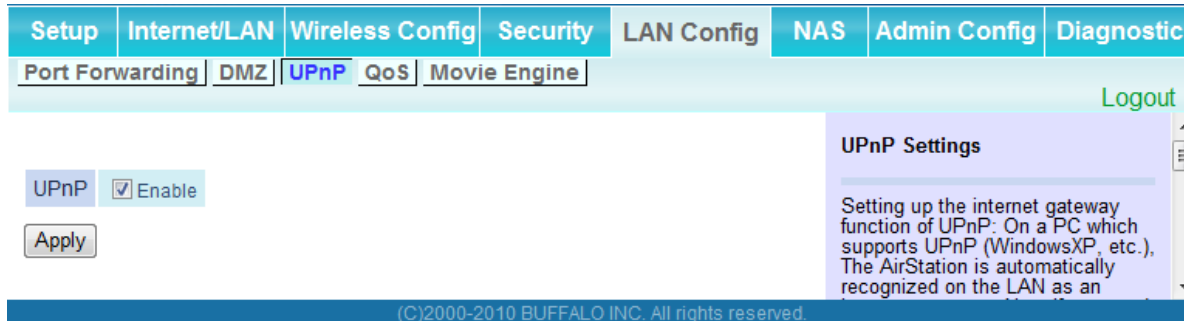 Setup Internet/LAN Wireless Config Security LAN Config NAS Admin Config Diagnostic
Port Forwarding DMZ UPnP QoS Movie Engine
Logout
UPnP Enable
Apply
UPnP Settings
Setting up the internet gateway
function of UPnP: On a PC which
supports UPnP (WindowsXP, etc.),
The AirStation is automatically
recognized on the LAN as an
(C)2000-2010 BUFFALO INC. All rights reserved.